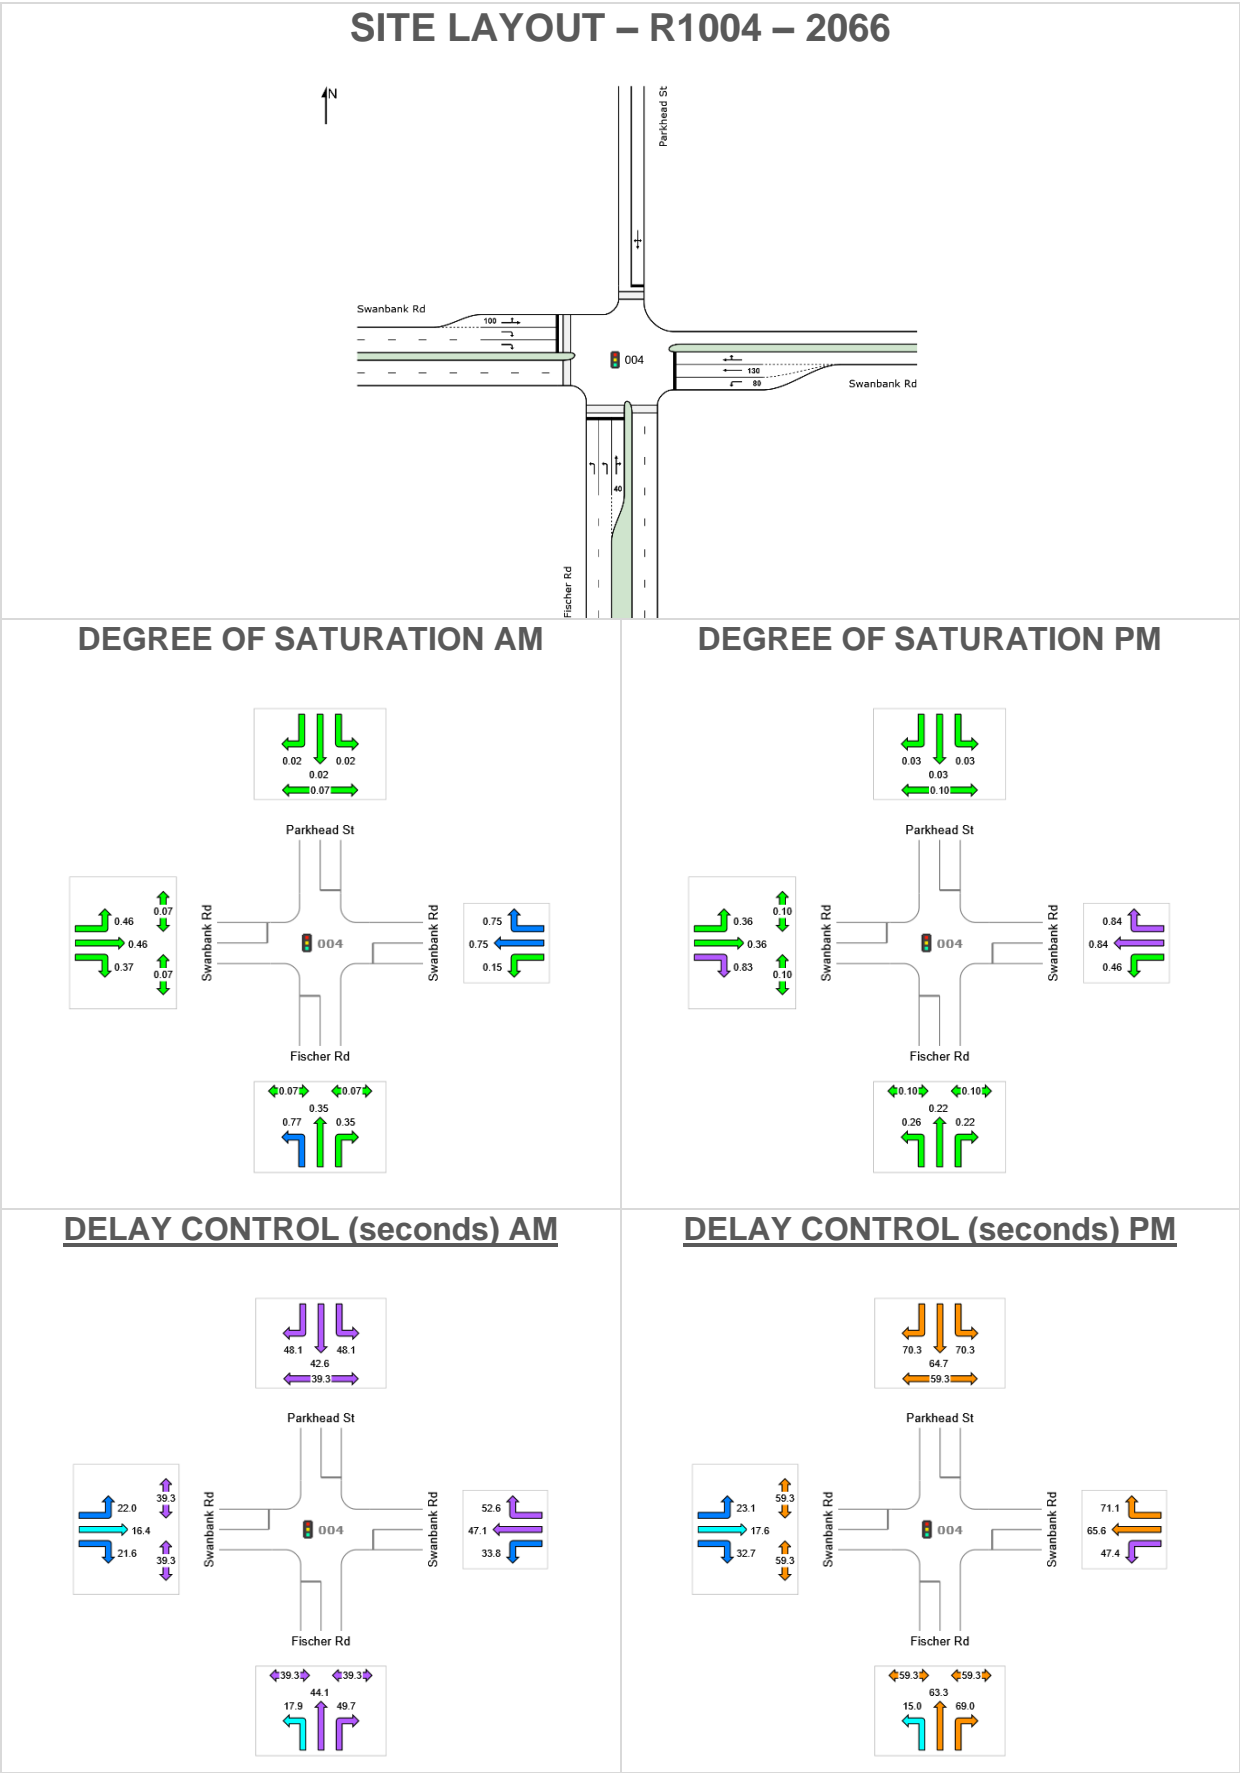 SITE LAYOUT – R1004 – 2066
N
Parkhead St
Swanbank Rd
100
004
130
80
Swanbank Rd
40
Fischer Rd
DEGREE OF SATURATION AM
0.02 0.02
0.02
0.07
Parkhead St
0.46
0.07
0.46
0.37
0.07
Swanbank Rd
004
Swanbank Rd
0.75
0.75
0.15
Fischer Rd
0.07 0.07
0.35
0.77 0.35
DEGREE OF SATURATION PM
0.03 0.03
0.03
0.10
Parkhead St
0.36
0.10
0.36
0.83
0.10
Swanbank Rd
004
Swanbank Rd
0.84
0.84
0.46
Fischer Rd
0.10 0.10
0.22
0.26 0.22
DELAY CONTROL (seconds) AM
48.1 48.1
42.6
39.3
Parkhead St
22.0
39.3
16.4
21.6
39.3
Swanbank Rd
004
Swanbank Rd
52.6
47.1
33.8
Fischer Rd
39.3 39.3
44.1
17.9 49.7
DELAY CONTROL (seconds) PM
70.3 70.3
64.7
59.3
Parkhead St
23.1
59.3
17.6
32.7
59.3
Swanbank Rd
004
Swanbank Rd
71.1
65.6
47.4
Fischer Rd
59.3 59.3
63.3
15.0 69.0